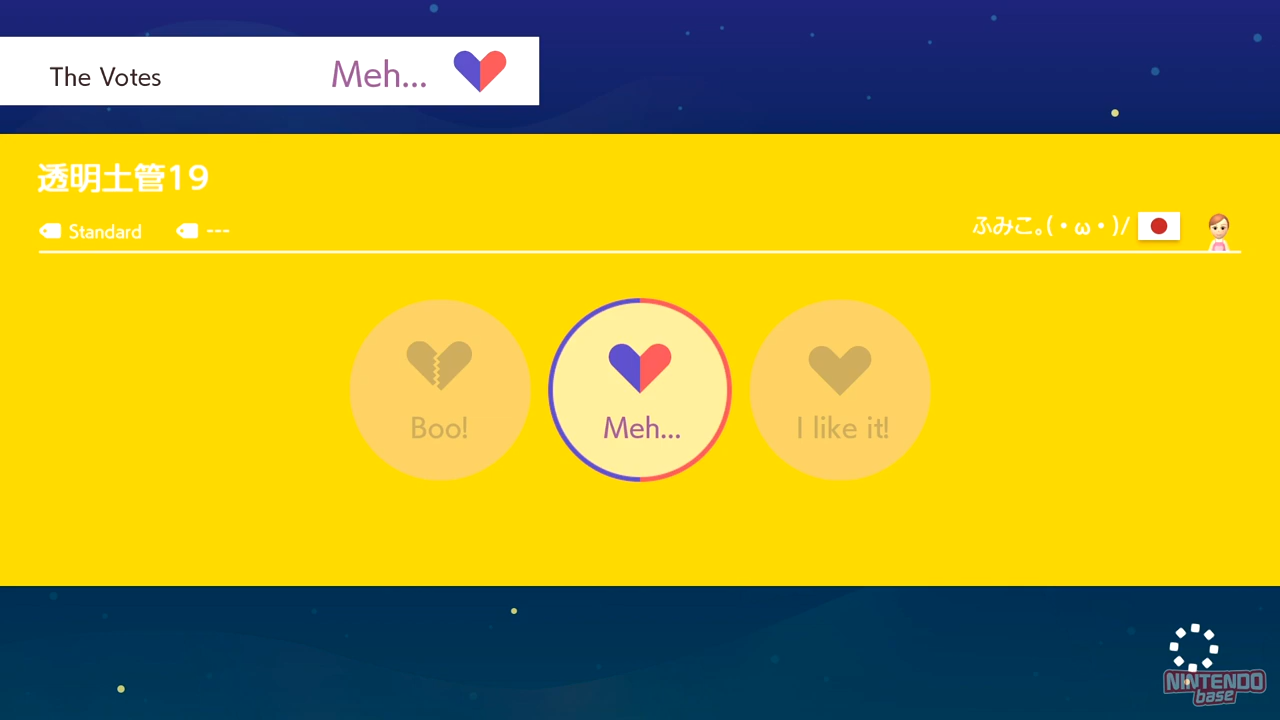 The Votes Meh...
透明土管19
Standard ---
ふみこ。(・ω・)/
Boo! Meh... I like it!
NINTENDO
base